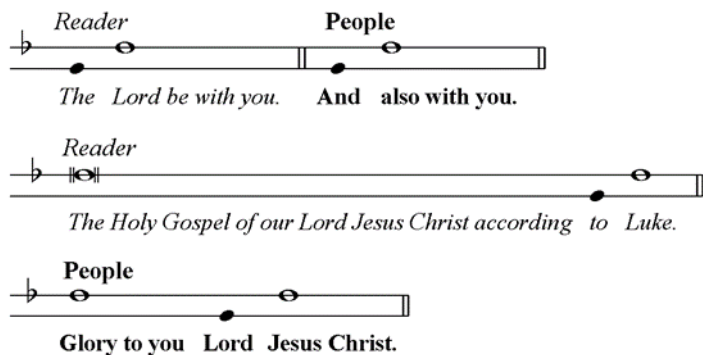 Reader People
The Lord be with you. And also with you.
Reader
The Holy Gospel of our Lord Jesus Christ according to Luke.
People
Glory to you Lord Jesus Christ.